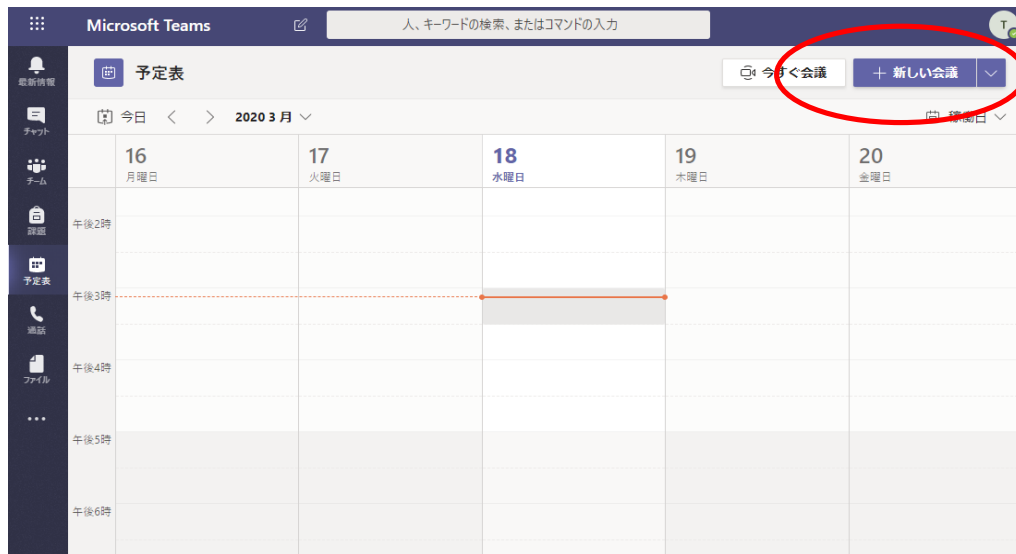 Microsoft Teams
人、キーワードの検索、またはコマンドの入力
T
最新情報
チャット
チーム
課題
予定表
通話
ファイル
予定表
今すぐ会議
+ 新しい会議
今日
2020 3 月
稼働日
16
月曜日
17
火曜日
18
水曜日
19
木曜日
20
金曜日
午後2時
午後3時
午後4時
午後5時
午後6時